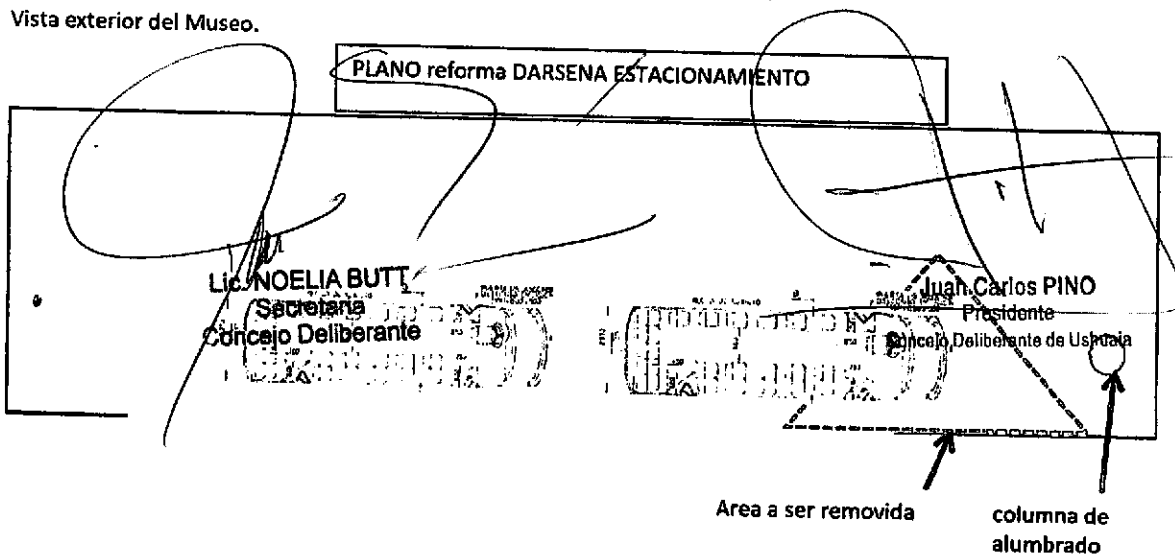 Vista exterior del Museo.
PLANO reforma DARSENA ESTACIONAMIENTO
Lic. NOELIA BUTT
Secretaria
Concejo Deliberante
Juan Carlos PINO
Presidente
Concejo Deliberante de Ushuaia
Area a ser removida
columna de
alumbrado